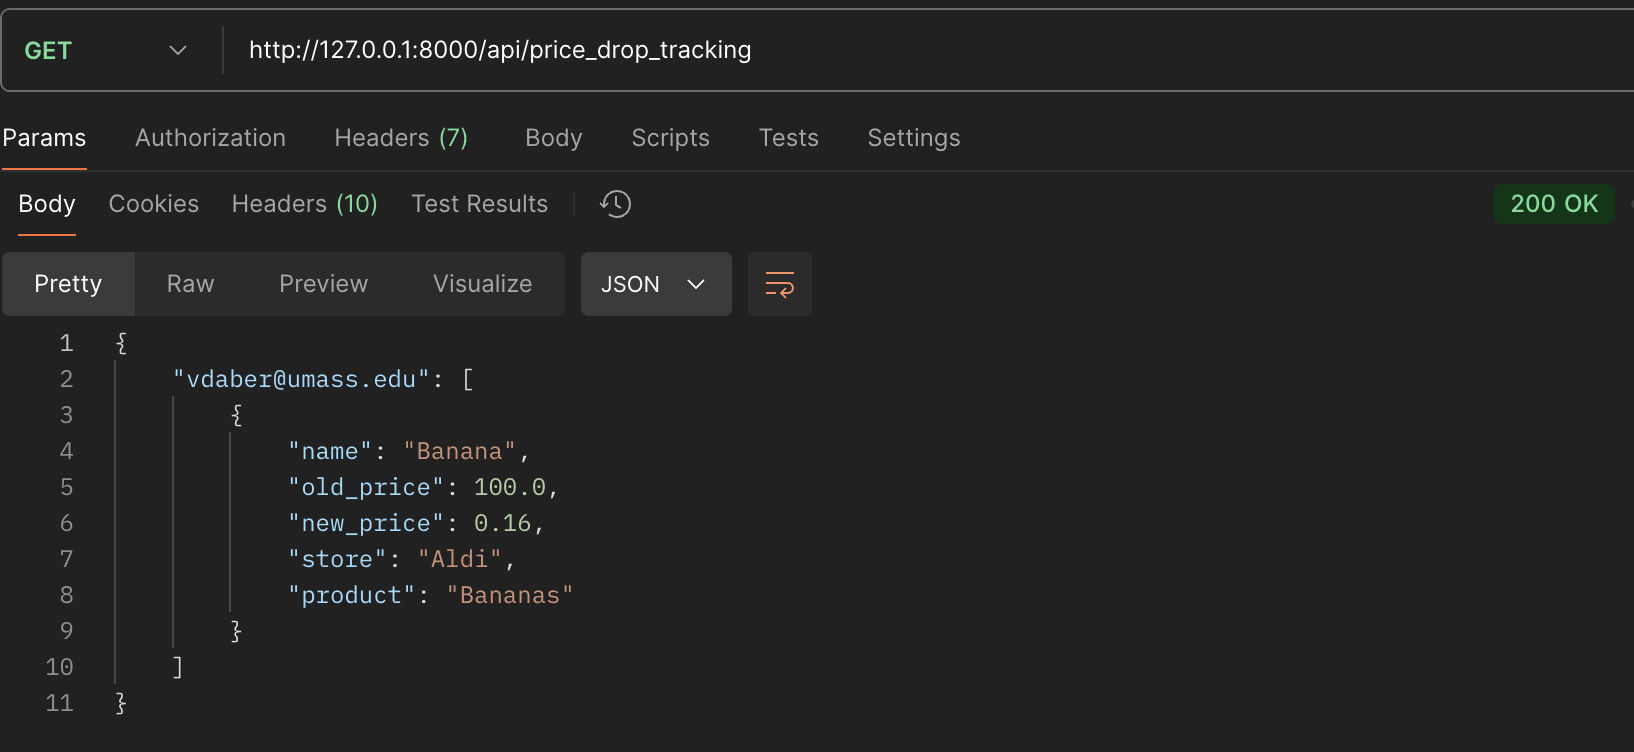 GET http://127.0.0.1:8000/api/price_drop_tracking
Params Authorization Headers (7) Body Scripts Tests Settings
Body Cookies Headers (10) Test Results 200 OK
Pretty Raw Preview Visualize JSON
1 {
2 "vdaber@umass.edu": [
3 {
4 "name": "Banana",
5 "old_price": 100.0,
6 "new_price": 0.16,
7 "store": "Aldi",
8 "product": "Bananas"
9 }
10 ]
11 }